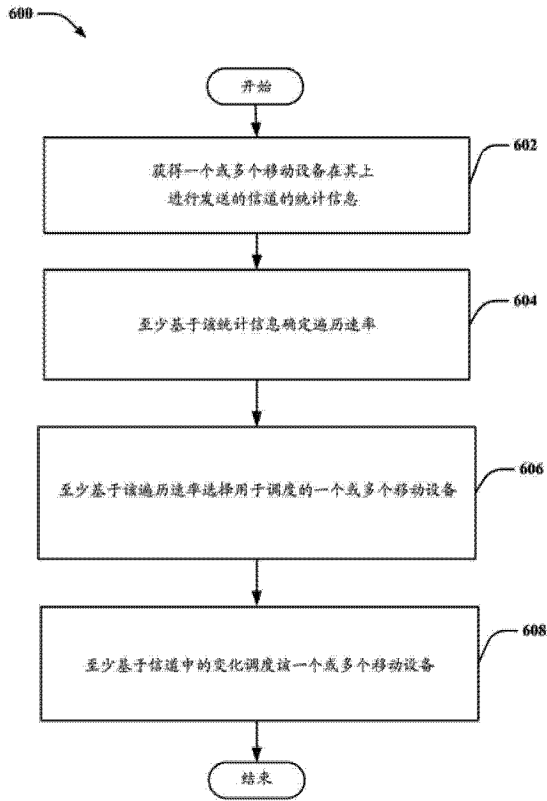 600
开始
602
获得一个或多个移动设备在其上
进行发送的信道的统计信息
604
至少基于该统计信息确定遍历速率
606
至少基于该遍历速率选择用于调度的一个或多个移动设备
608
至少基于信道中的变化调度该一个或多个移动设备
结束